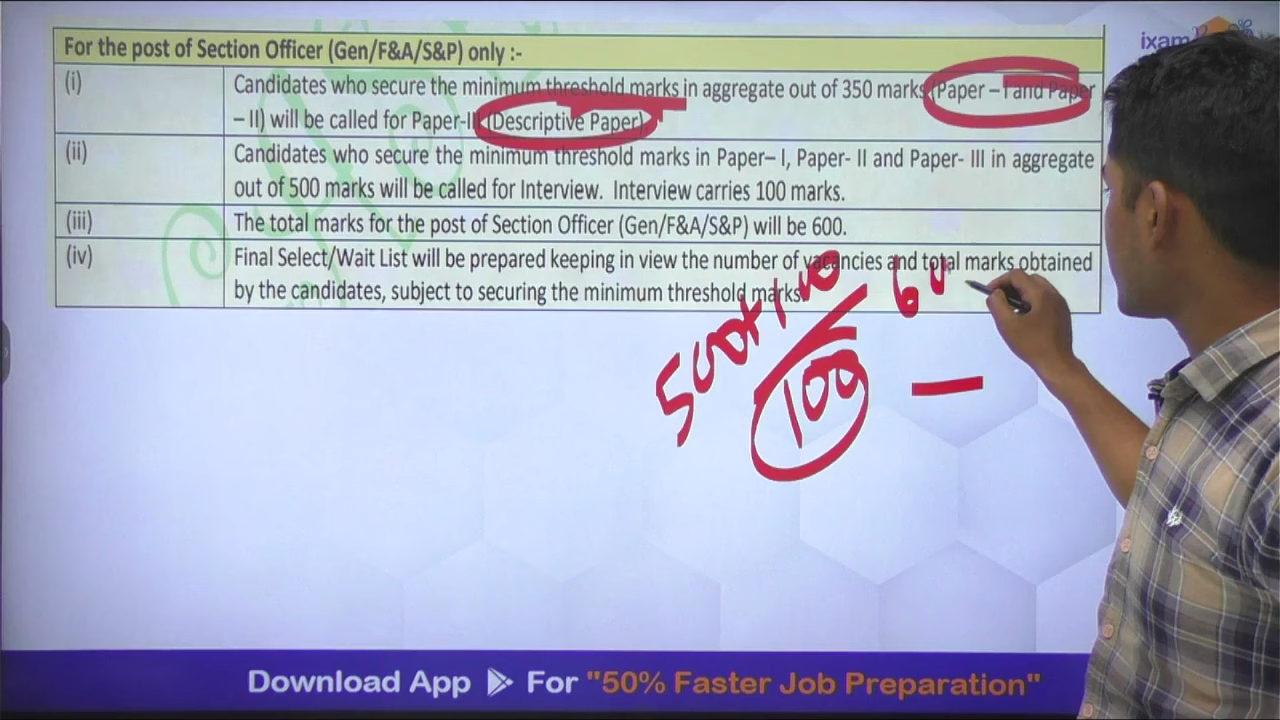 ixam
For the post of Section Officer (Gen/F&A/S&P) only :-
(i) Candidates who secure the minimum threshold marks in aggregate out of 350 marks (Paper – I and Paper
– II) will be called for Paper-III (Descriptive Paper).
(ii) Candidates who secure the minimum threshold marks in Paper– I, Paper- II and Paper- III in aggregate
out of 500 marks will be called for Interview. Interview carries 100 marks.
(iii) The total marks for the post of Section Officer (Gen/F&A/S&P) will be 600.
(iv) Final Select/Wait List will be prepared keeping in view the number of vacancies and total marks obtained
by the candidates, subject to securing the minimum threshold marks.
500+100 60
100
Download App For "50% Faster Job Preparation"